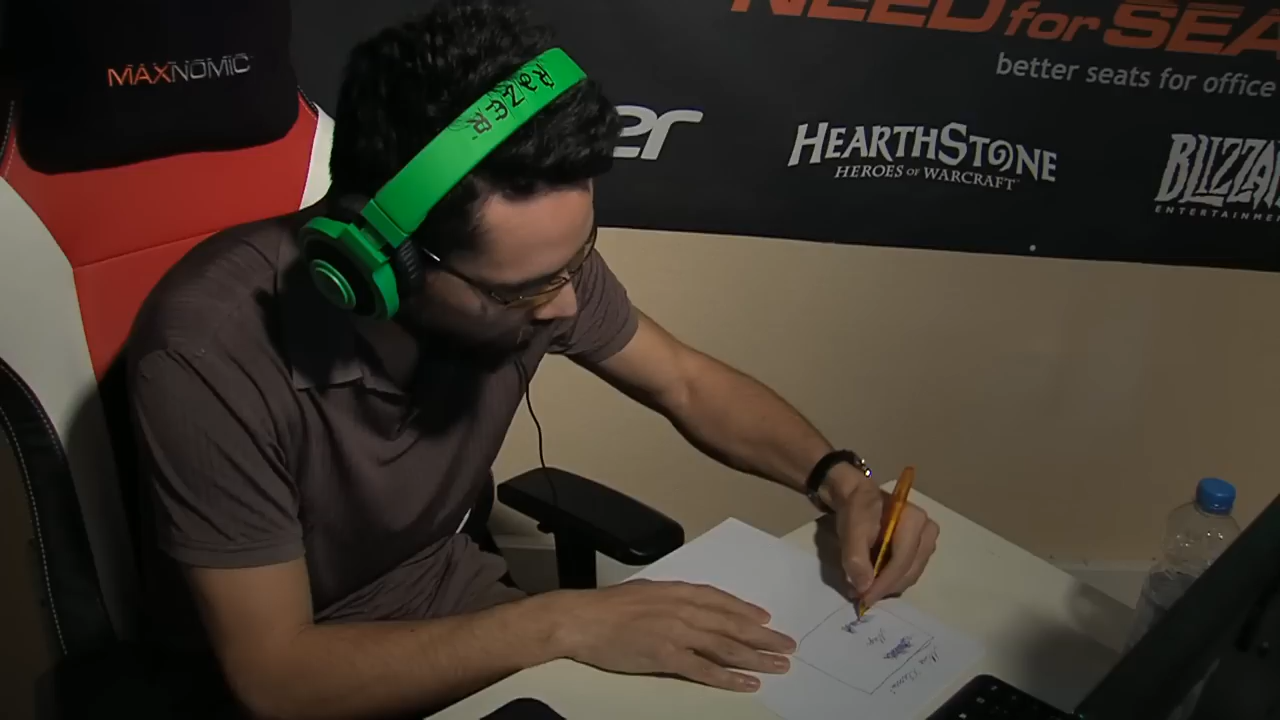 MAXNOMIC
RAZER
NEED for SEA
better seats for office
er
HEARTHSTONE
HEROES OF WARCRAFT
BLIZZA
ENTERTAINME